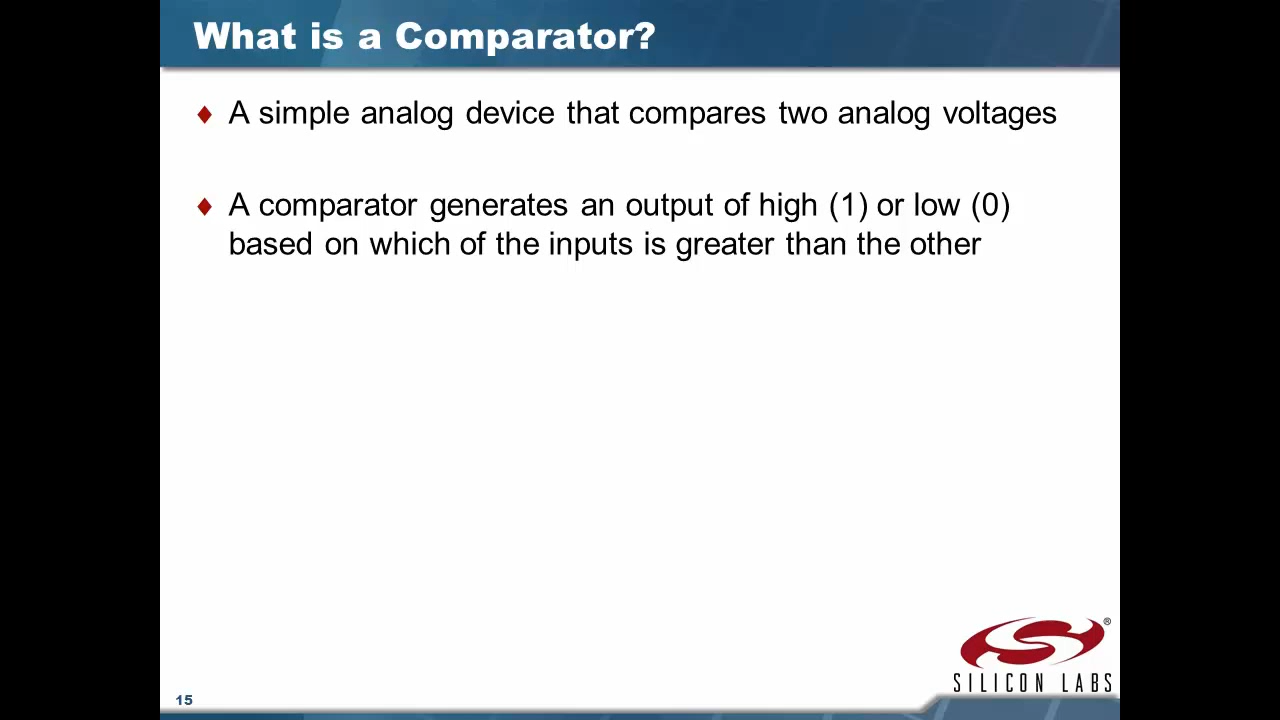 What is a Comparator?
♦ A simple analog device that compares two analog voltages
♦ A comparator generates an output of high (1) or low (0)
based on which of the inputs is greater than the other
®
SILICON LABS
15